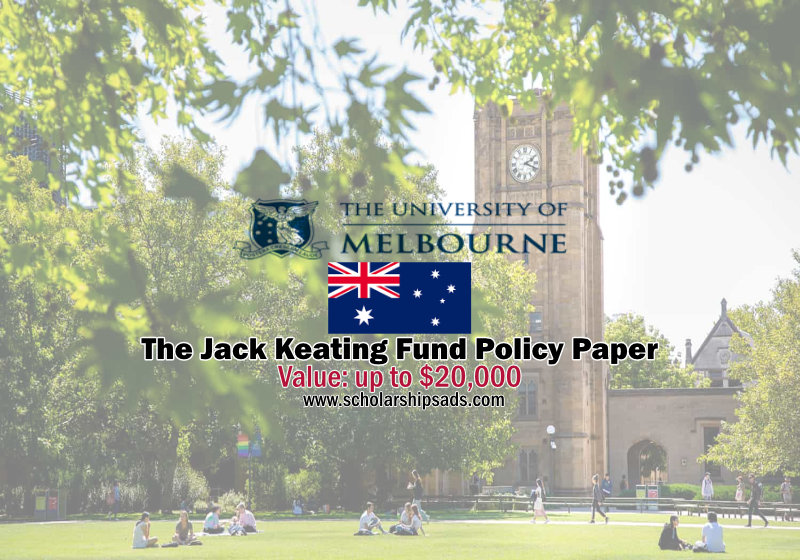 THE UNIVERSITY OF
MELBOURNE
The Jack Keating Fund Policy Paper
Value: up to $20,000
www.scholarshipsads.com